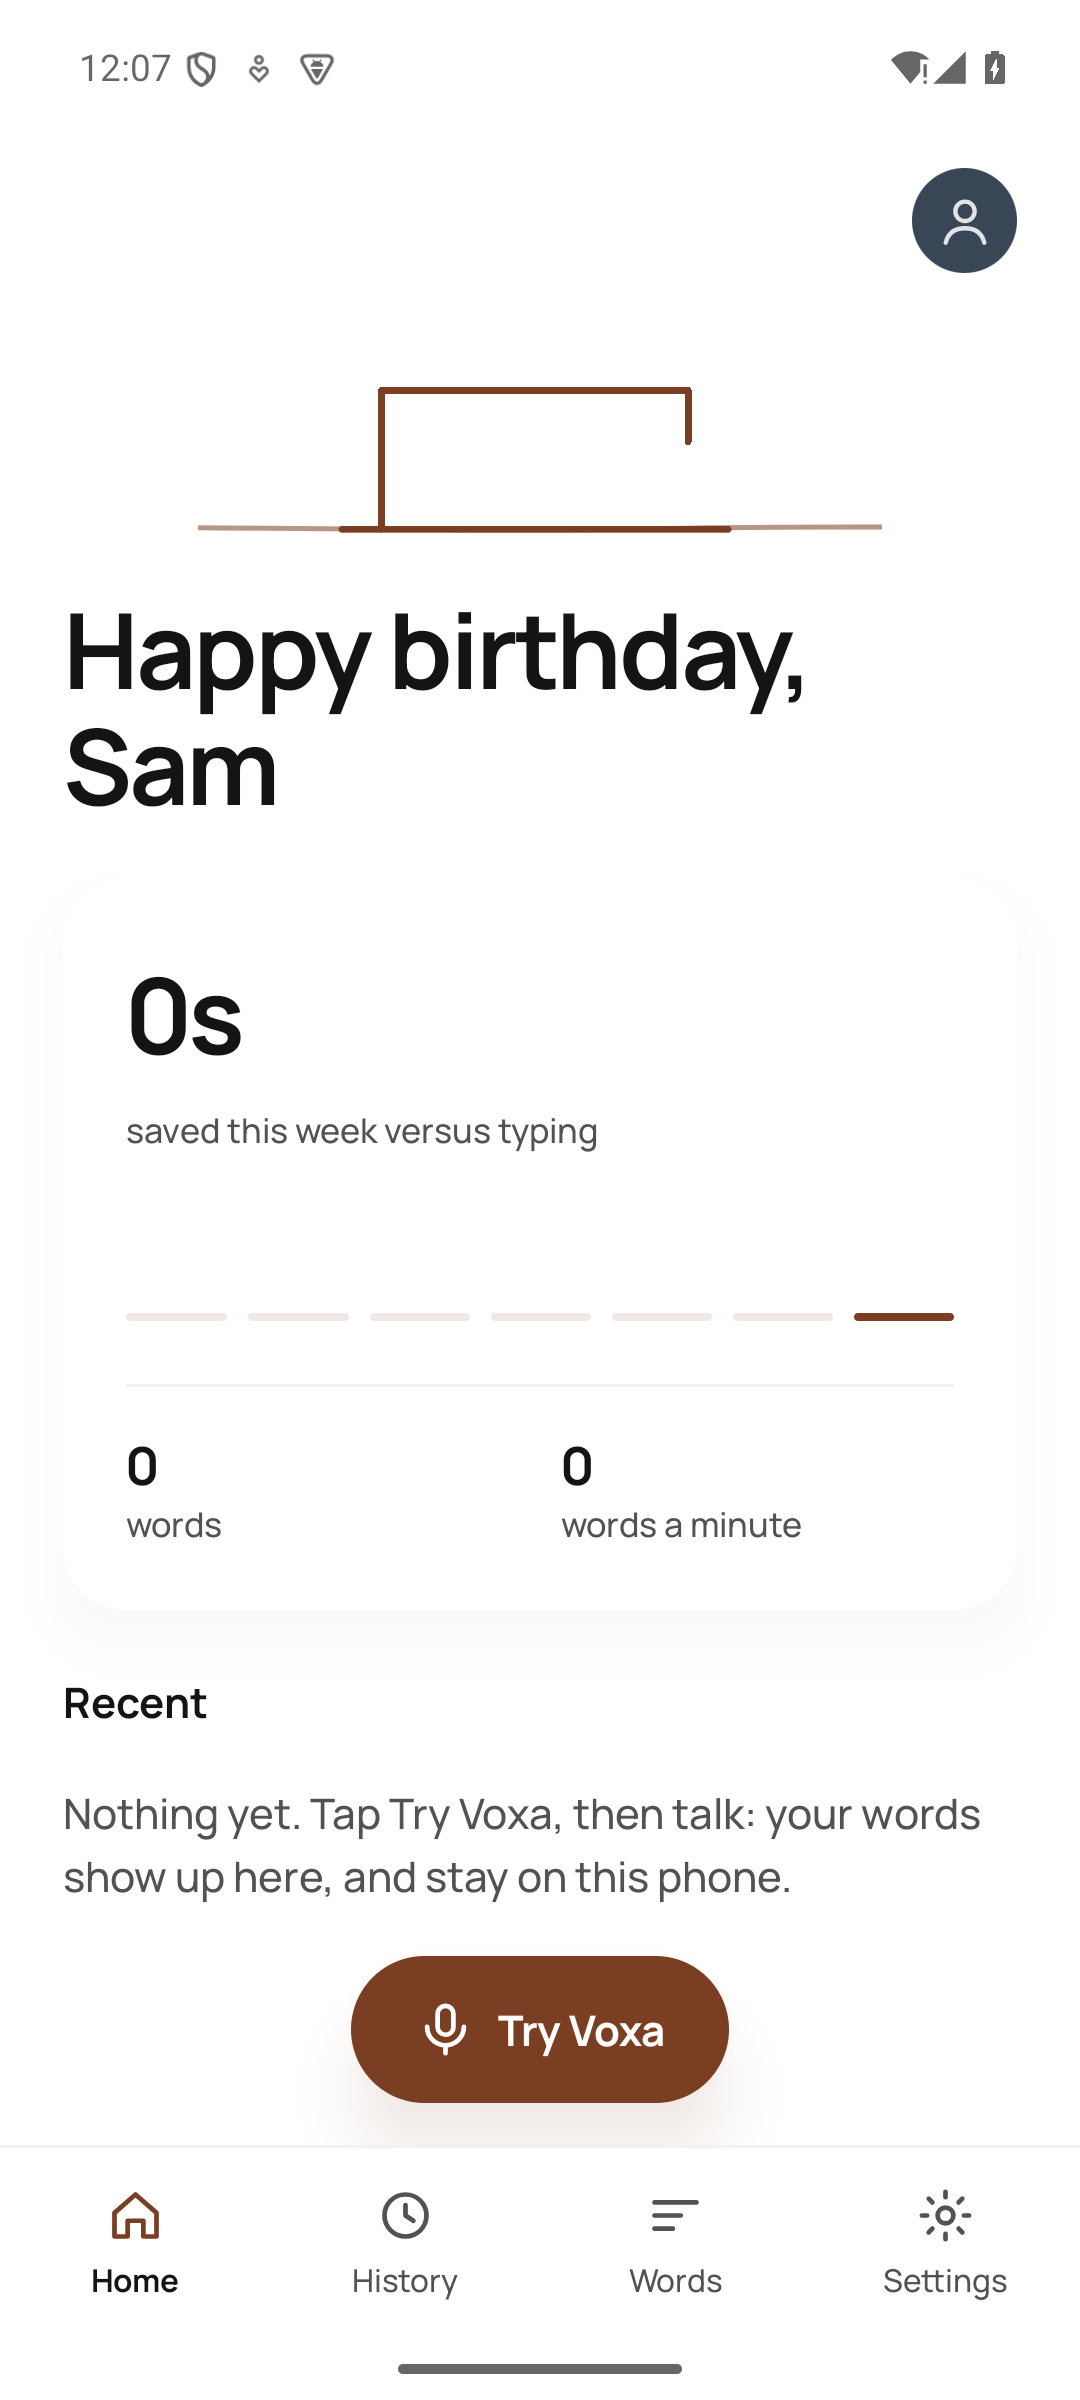 12:07
Happy birthday,
Sam
0s
saved this week versus typing
0
words
0
words a minute
Recent
Nothing yet. Tap Try Voxa, then talk: your words
show up here, and stay on this phone.
Try Voxa
Home
History
Words
Settings